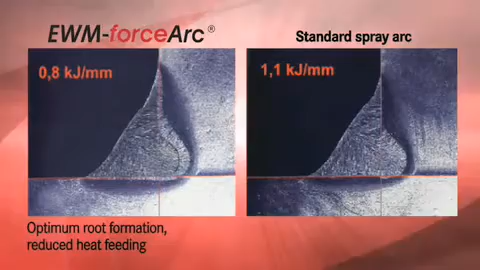 EWM-forceArc®
Standard spray arc
0,8 kJ/mm
1,1 kJ/mm
Optimum root formation,
reduced heat feeding